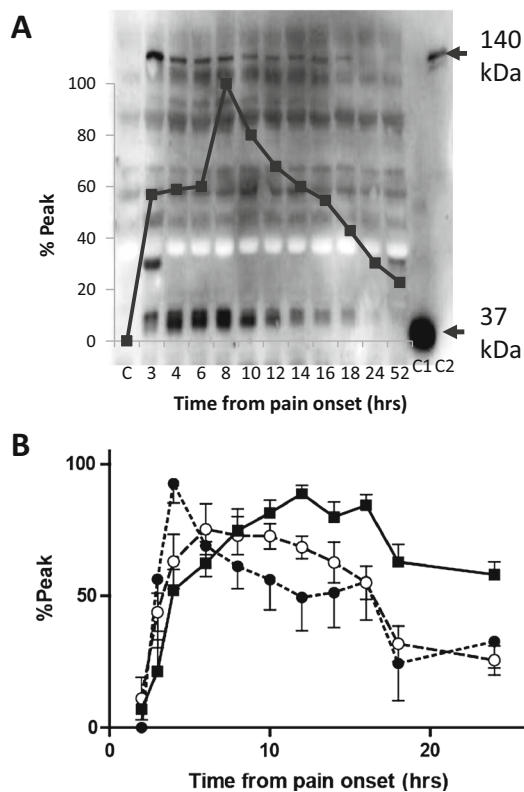 A
140
kDa
100
80
60
40
20
0
% Peak
37
kDa
C 3 4 6 8 10 12 14 16 18 24 52 C1 C2
Time from pain onset (hrs)
B
100
50
0
%Peak
0 10 20
Time from pain onset (hrs)